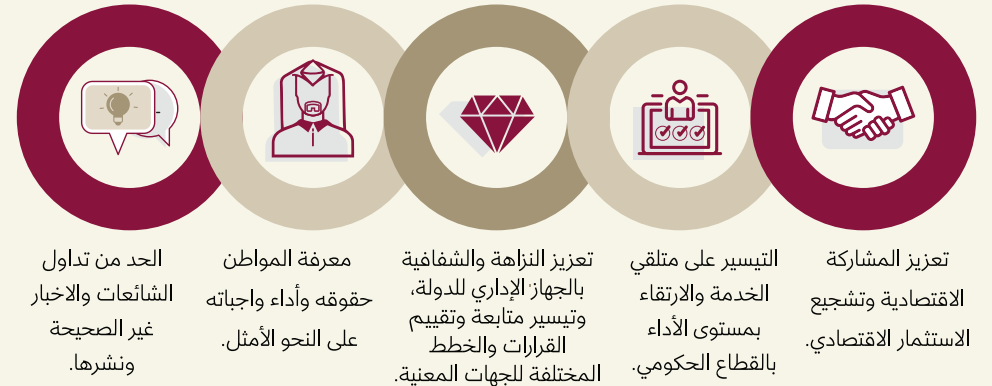 تعزيز المشاركة
الاقتصادية وتشجيع
الاستثمار الاقتصادي.
التيسير على متلقي
الخدمة والارتقاء
بمستوى الأداء
بالقطاع الحكومي.
تعزيز النزاهة والشفافية
بالجهاز الإداري للدولة،
وتيسير متابعة وتقييم
القرارات والخطط
المختلفة للجهات المعنية.
معرفة المواطن
حقوقه وأداء واجباته
على النحو الأمثل.
الحد من تداول
الشائعات والاخبار
غير الصحيحة
ونشرها.